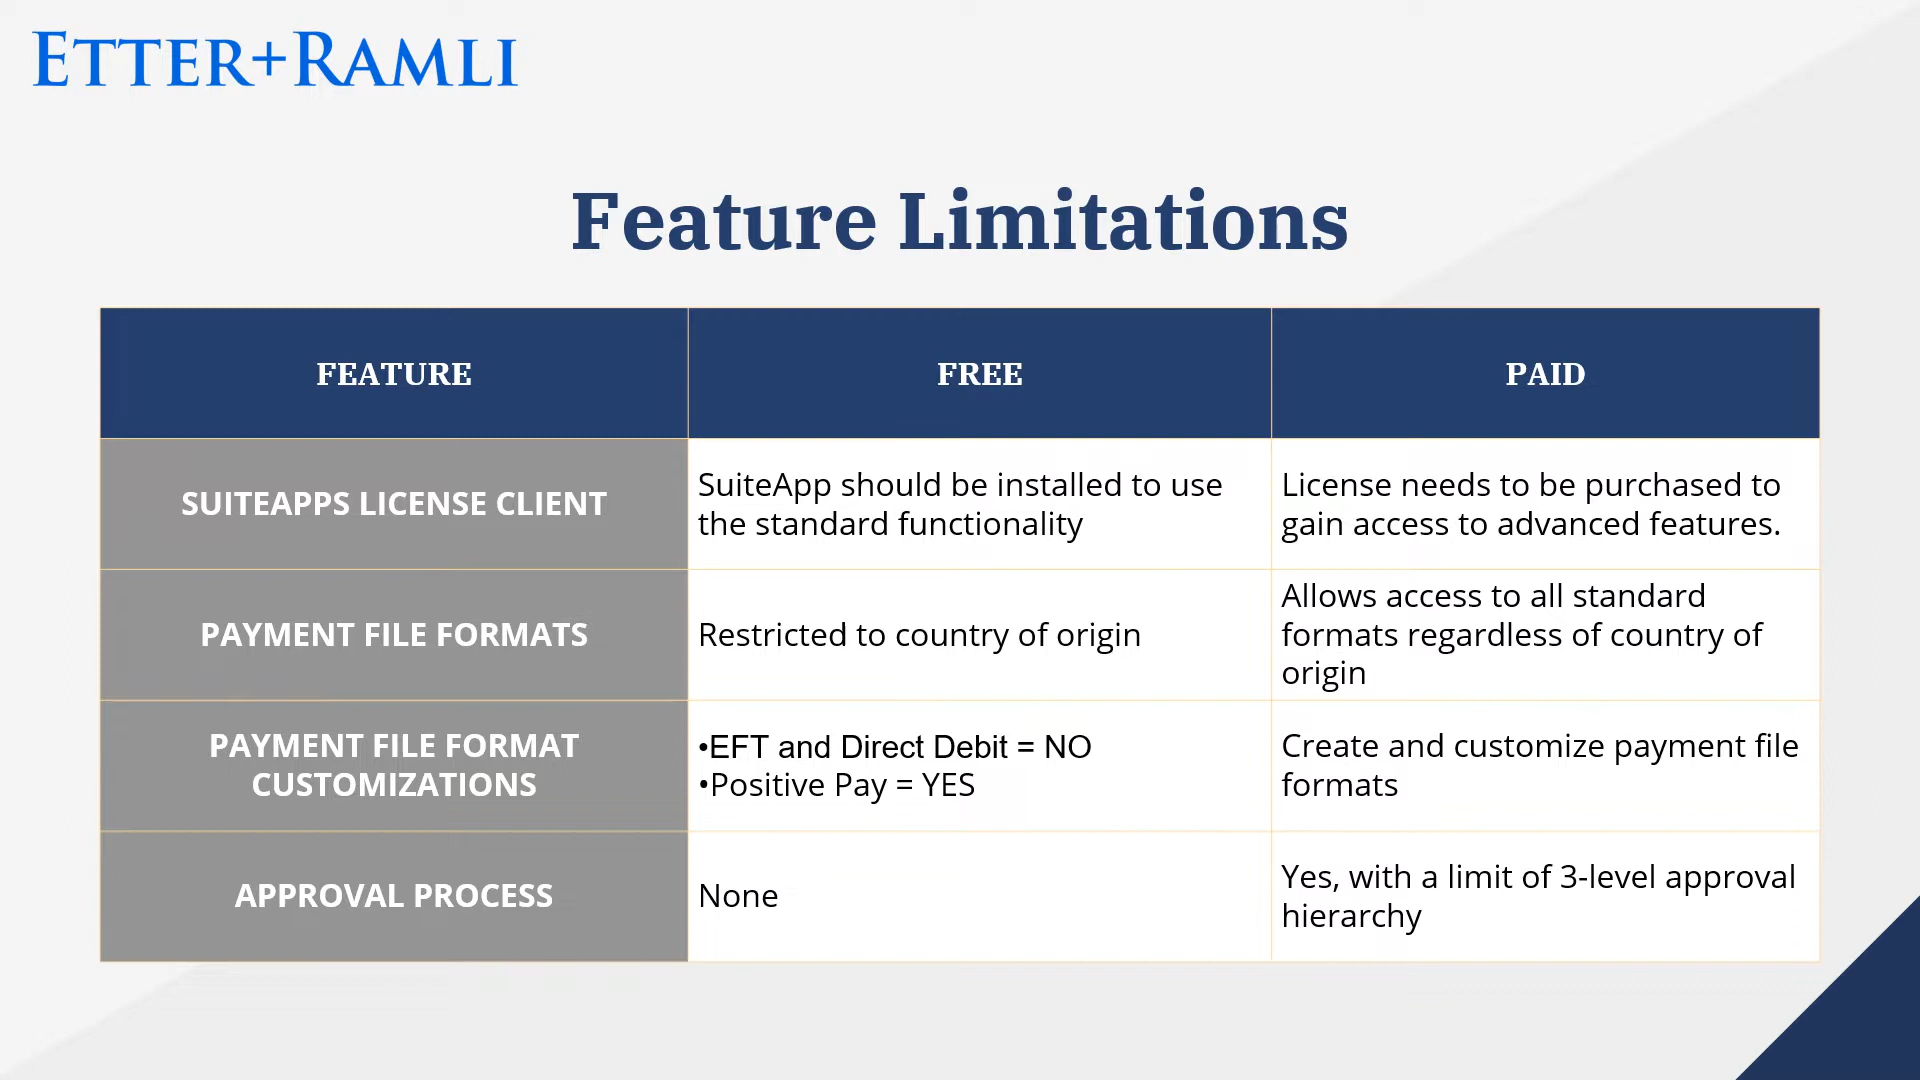 ETTER+RAMLI
Feature Limitations
FEATURE
FREE
PAID
SUITEAPPS LICENSE CLIENT
SuiteApp should be installed to use
the standard functionality
License needs to be purchased to
gain access to advanced features.
PAYMENT FILE FORMATS
Restricted to country of origin
Allows access to all standard
formats regardless of country of
origin
PAYMENT FILE FORMAT
CUSTOMIZATIONS
•EFT and Direct Debit = NO
•Positive Pay = YES
Create and customize payment file
formats
APPROVAL PROCESS
None
Yes, with a limit of 3-level approval
hierarchy